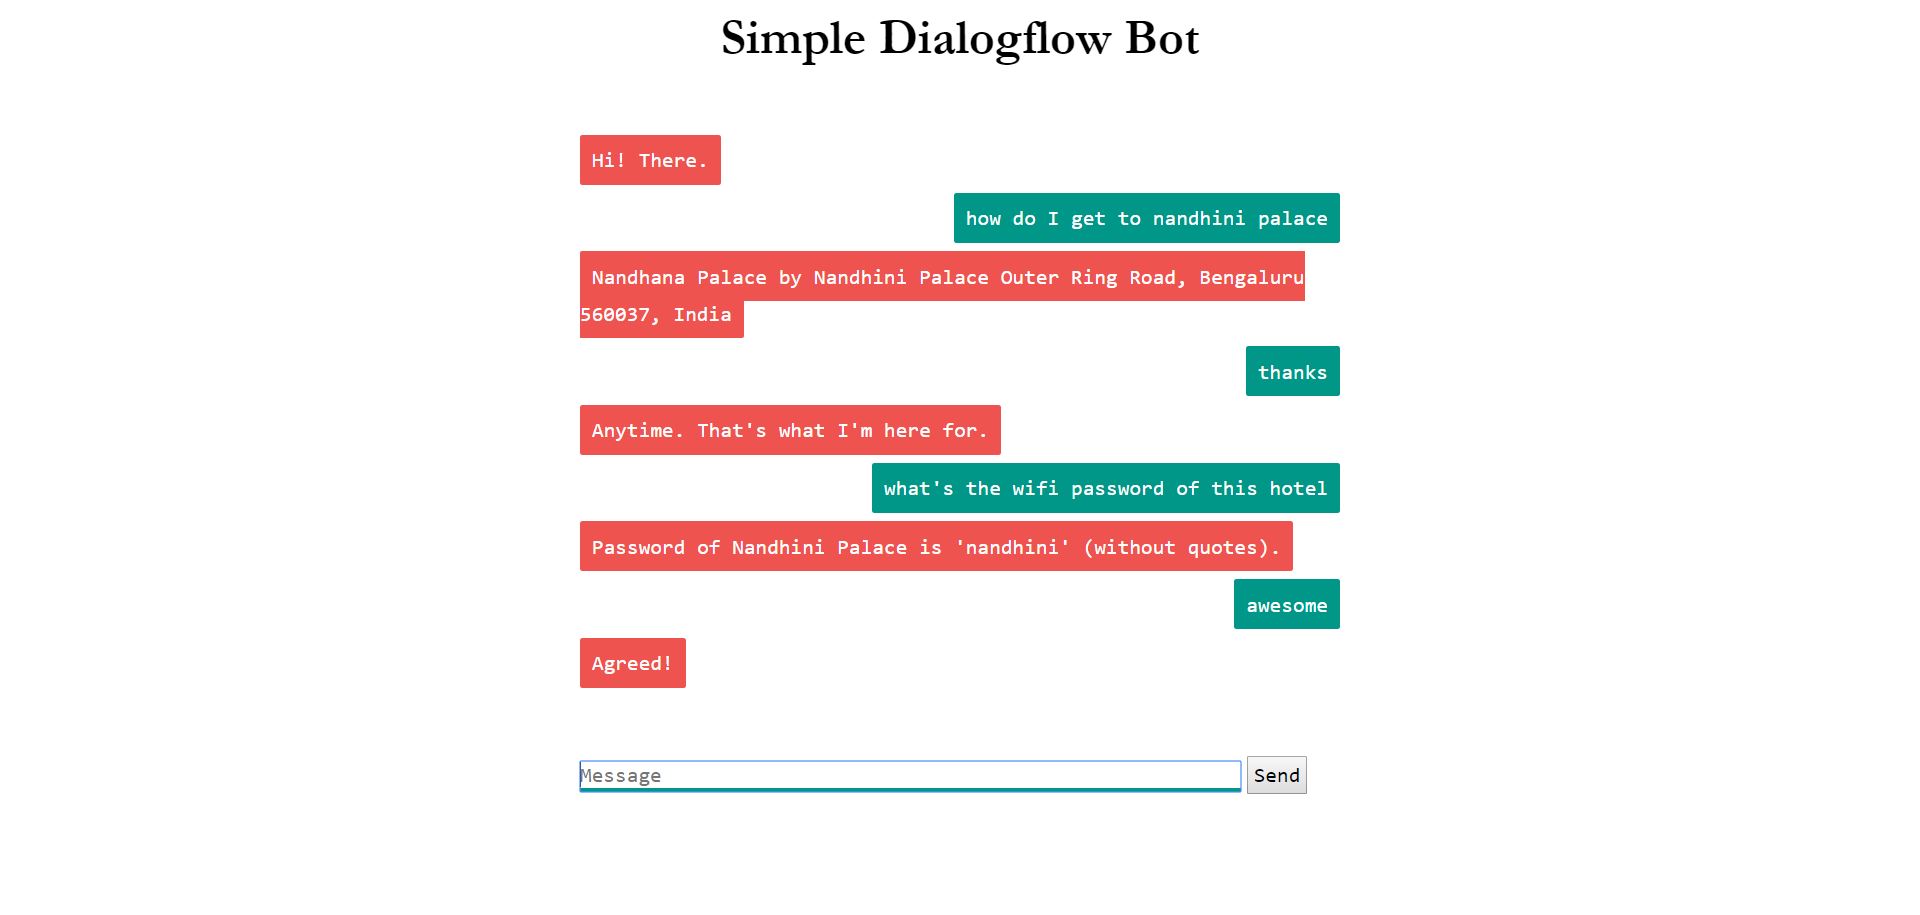 Simple Dialogflow Bot
Hi! There.
how do I get to nandhini palace
Nandhana Palace by Nandhini Palace Outer Ring Road, Bengaluru
560037, India
thanks
Anytime. That's what I'm here for.
what's the wifi password of this hotel
Password of Nandhini Palace is 'nandhini' (without quotes).
awesome
Agreed!
Message Send